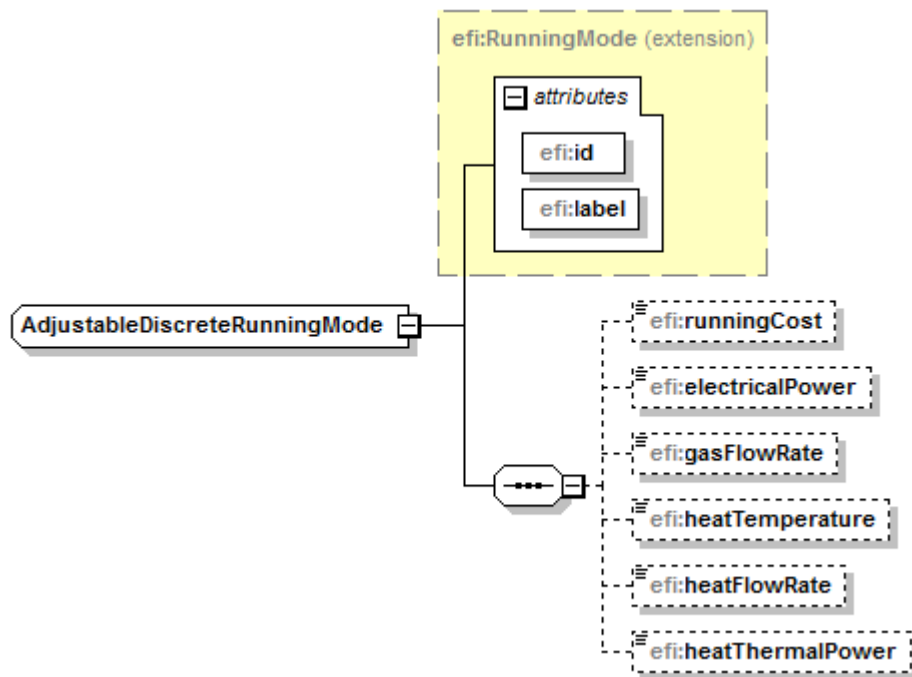 efi:RunningMode (extension)
attributes
efi:id
efi:label
AdjustableDiscreteRunningMode
efi:runningCost
efi:electricalPower
efi:gasFlowRate
efi:heatTemperature
efi:heatFlowRate
efi:heatThermalPower